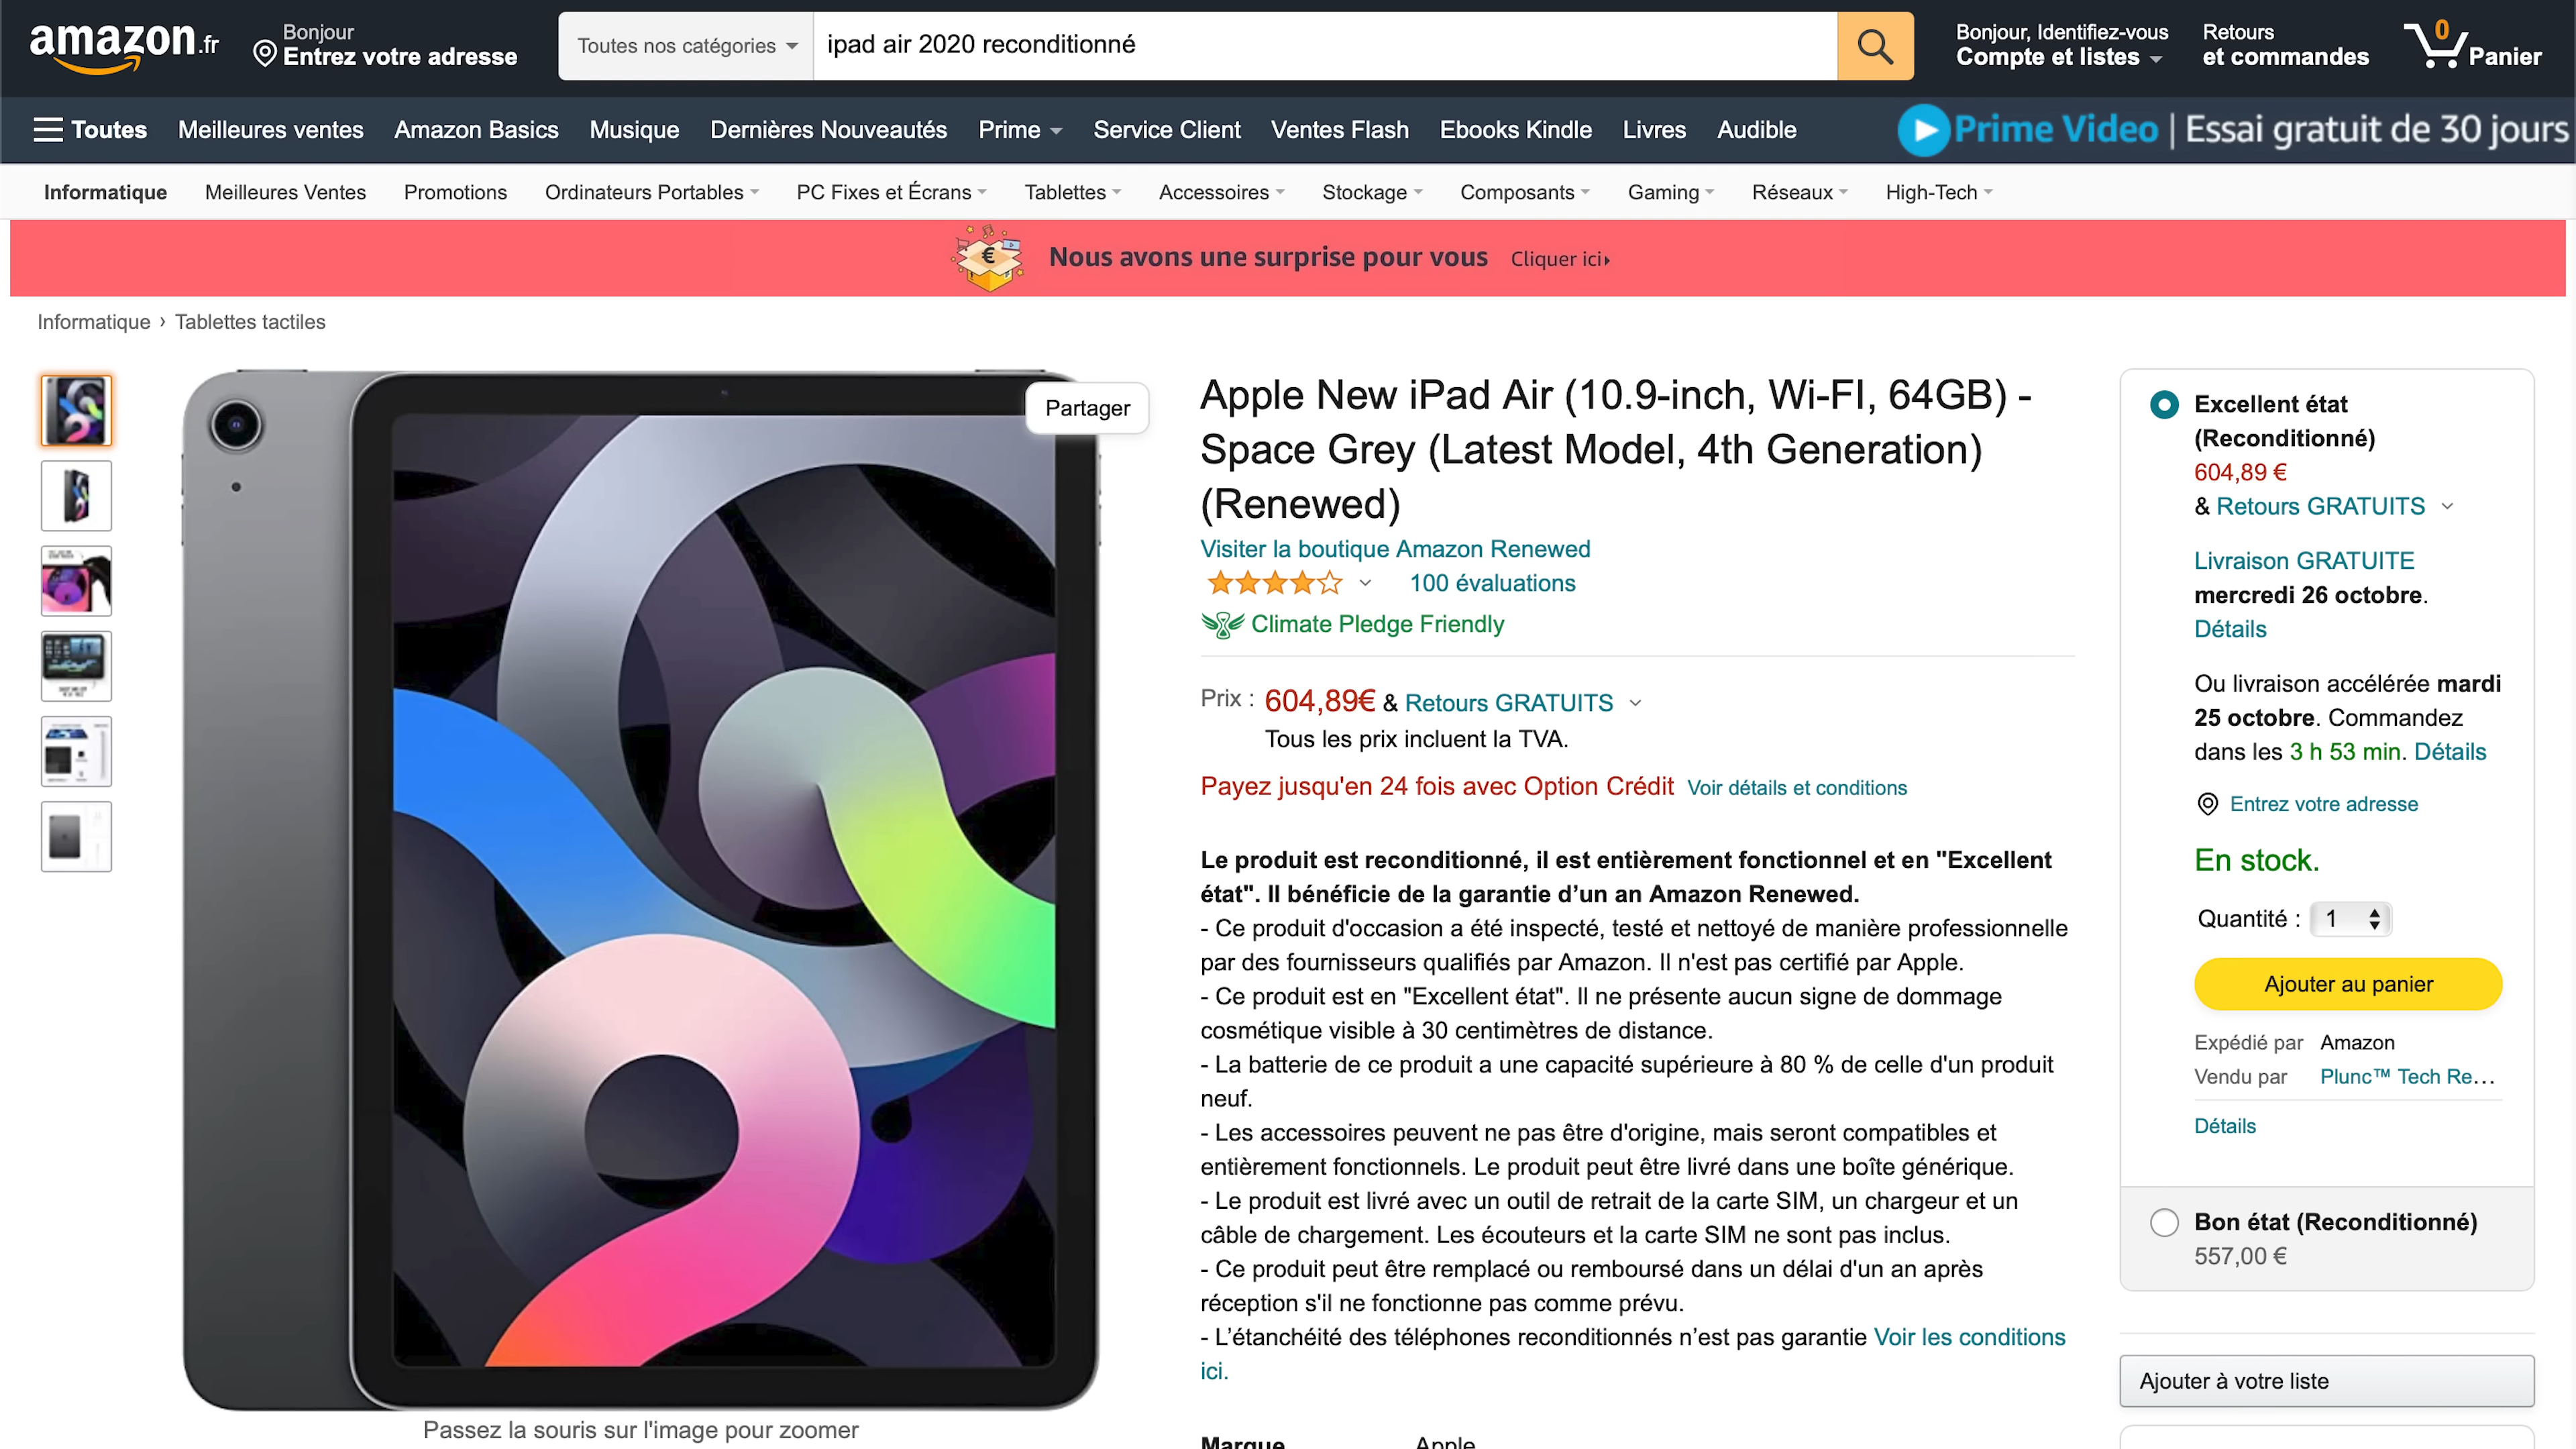 amazon.fr
Bonjour
Entrez votre adresse
Toutes nos catégories
ipad air 2020 reconditionné
Bonjour, Identifiez-vous
Compte et listes
Retours
et commandes
0
Panier
Toutes
Meilleures ventes
Amazon Basics
Musique
Dernières Nouveautés
Prime
Service Client
Ventes Flash
Ebooks Kindle
Livres
Audible
Prime Video | Essai gratuit de 30 jours
Informatique
Meilleures Ventes
Promotions
Ordinateurs Portables
PC Fixes et Écrans
Tablettes
Accessoires
Stockage
Composants
Gaming
Réseaux
High-Tech
€
Nous avons une surprise pour vous
Cliquer ici
Informatique › Tablettes tactiles
Partager
Passez la souris sur l'image pour zoomer
Apple New iPad Air (10.9-inch, Wi-FI, 64GB) -
Space Grey (Latest Model, 4th Generation)
(Renewed)
Visiter la boutique Amazon Renewed
100 évaluations
Climate Pledge Friendly
Prix : 604,89€ & Retours GRATUITS
Tous les prix incluent la TVA.
Payez jusqu'en 24 fois avec Option Crédit Voir détails et conditions
Le produit est reconditionné, il est entièrement fonctionnel et en "Excellent
état". Il bénéficie de la garantie d’un an Amazon Renewed.
- Ce produit d'occasion a été inspecté, testé et nettoyé de manière professionnelle
par des fournisseurs qualifiés par Amazon. Il n'est pas certifié par Apple.
- Ce produit est en "Excellent état". Il ne présente aucun signe de dommage
cosmétique visible à 30 centimètres de distance.
- La batterie de ce produit a une capacité supérieure à 80 % de celle d'un produit
neuf.
- Les accessoires peuvent ne pas être d'origine, mais seront compatibles et
entièrement fonctionnels. Le produit peut être livré dans une boîte générique.
- Le produit est livré avec un outil de retrait de la carte SIM, un chargeur et un
câble de chargement. Les écouteurs et la carte SIM ne sont pas inclus.
- Ce produit peut être remplacé ou remboursé dans un délai d'un an après
réception s'il ne fonctionne pas comme prévu.
- L’étanchéité des téléphones reconditionnés n’est pas garantie Voir les conditions
ici.
Marque Apple
Excellent état
(Reconditionné)
604,89 €
& Retours GRATUITS
Livraison GRATUITE
mercredi 26 octobre.
Détails
Ou livraison accélérée mardi
25 octobre. Commandez
dans les 3 h 53 min. Détails
Entrez votre adresse
En stock.
Quantité : 1
Ajouter au panier
Expédié par Amazon
Vendu par Plunc™ Tech Re…
Détails
Bon état (Reconditionné)
557,00 €
Ajouter à votre liste